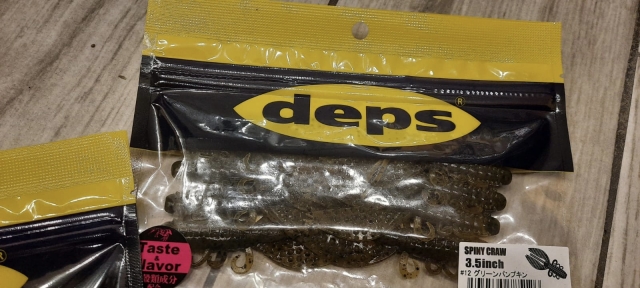 deps®
Taste
&
flavor
SPINY CRAW
3.5inch
#12 グリーンパンプキン